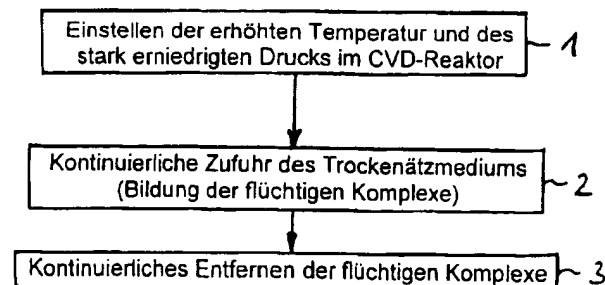 Einstellen der erhöhten Temperatur und des
stark erniedrigten Drucks im CVD-Reaktor
1
Kontinuierliche Zufuhr des Trockenätzmediums
(Bildung der flüchtigen Komplexe)
2
Kontinuierliches Entfernen der flüchtigen Komplexe
3